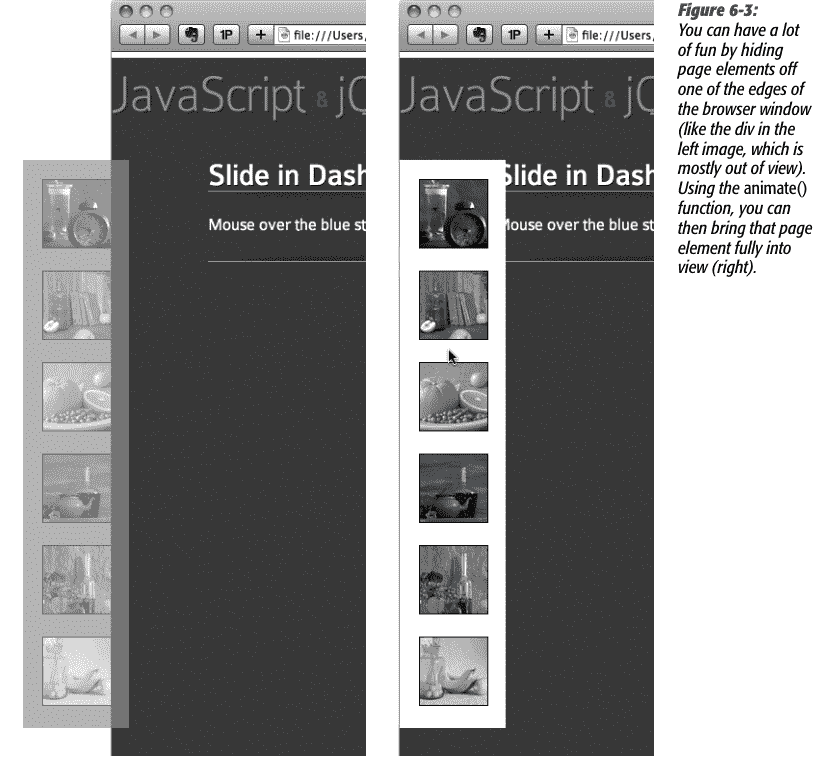 1P
+
file:///Users,
JavaScript & jQ
Slide in Dash
Mouse over the blue st
1P
+
file:///Users,
JavaScript & jQ
Slide in Dash
Mouse over the blue st
Figure 6-3:
You can have a lot
of fun by hiding
page elements off
one of the edges of
the browser window
(like the div in the
left image, which is
mostly out of view).
Using the animate()
function, you can
then bring that page
element fully into
view (right).